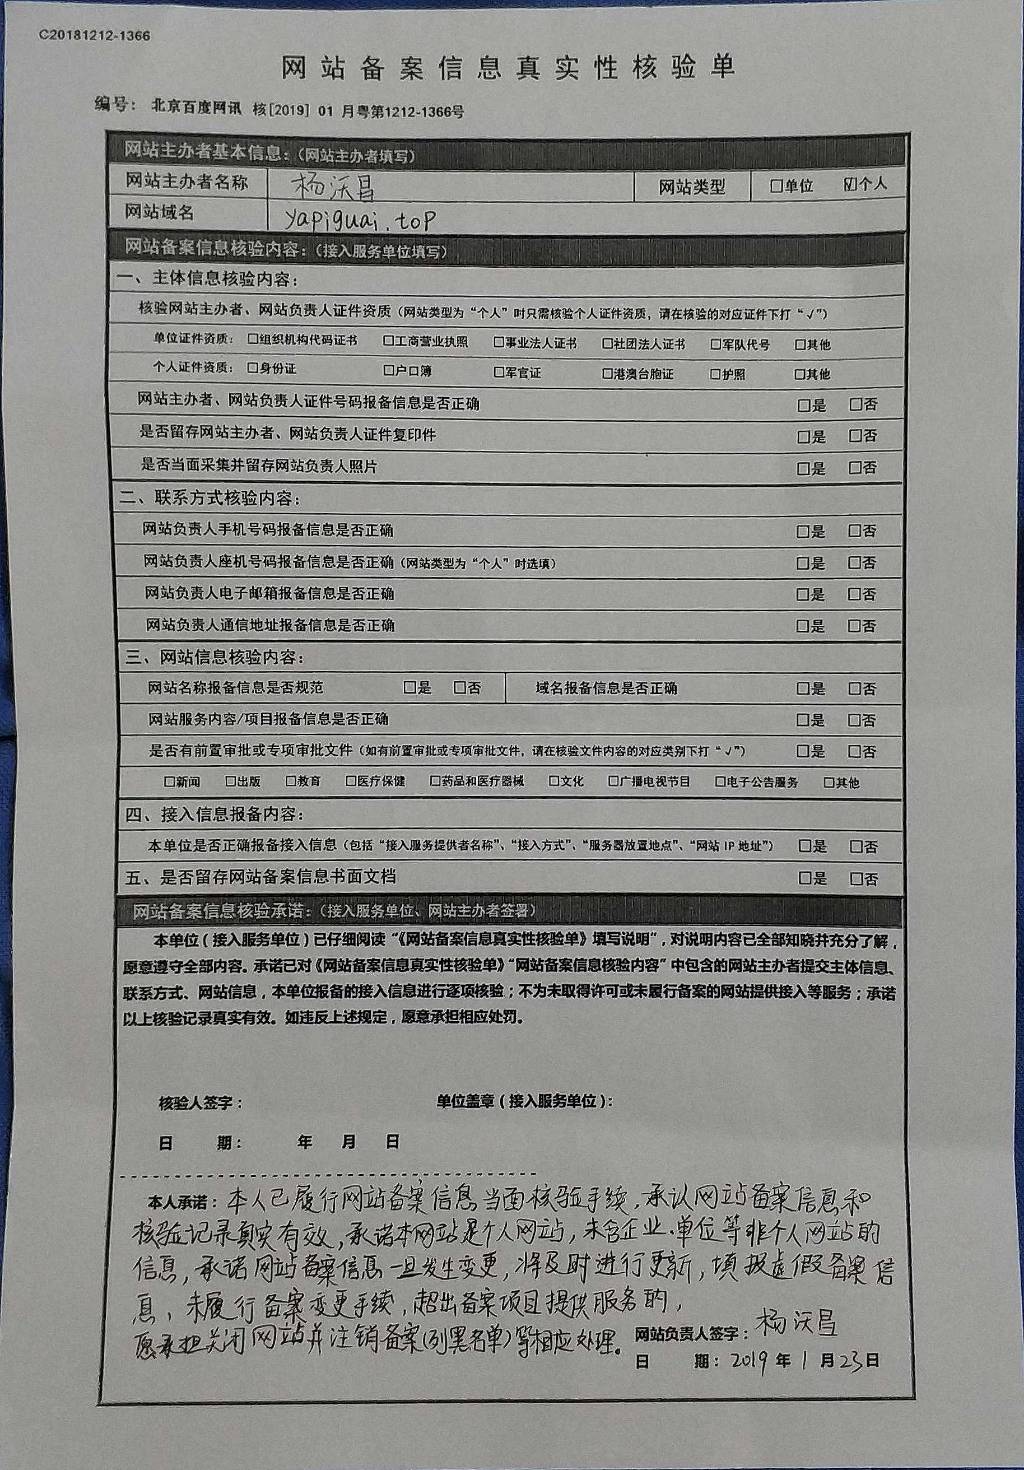 C20181212-1366
网站备案信息真实性核验单
编号： 北京百度网讯 核[2019] 01 月粤第1212-1366号
网站主办者基本信息：（网站主办者填写）
网站主办者名称 杨沃昌 网站类型 □单位 ☑个人
网站域名 yapiguai.top
网站备案信息核验内容：（接入服务单位填写）
一、主体信息核验内容：
核验网站主办者、网站负责人证件资质（网站类型为“个人”时只需核验个人证件资质，请在核验的对应证件下打“√”）
单位证件资质： □组织机构代码证书 □工商营业执照 □事业法人证书 □社团法人证书 □军队代号 □其他
个人证件资质： □身份证 □户口簿 □军官证 □港澳台胞证 □护照 □其他
网站主办者、网站负责人证件号码报备信息是否正确 □是 □否
是否留存网站主办者、网站负责人证件复印件 □是 □否
是否当面采集并留存网站负责人照片 □是 □否
二、联系方式核验内容：
网站负责人手机号码报备信息是否正确 □是 □否
网站负责人座机号码报备信息是否正确（网站类型为“个人”时选填） □是 □否
网站负责人电子邮箱报备信息是否正确 □是 □否
网站负责人通信地址报备信息是否正确 □是 □否
三、网站信息核验内容：
网站名称报备信息是否规范 □是 □否 域名报备信息是否正确 □是 □否
网站服务内容/项目报备信息是否正确 □是 □否
是否有前置审批或专项审批文件（如有前置审批或专项审批文件，请在核验文件内容的对应类别下打“√”） □是 □否
□新闻 □出版 □教育 □医疗保健 □药品和医疗器械 □文化 □广播电视节目 □电子公告服务 □其他
四、接入信息报备内容：
本单位是否正确报备接入信息（包括“接入服务提供者名称”、“接入方式”、“服务器放置地点”、“网站 IP 地址”） □是 □否
五、是否留存网站备案信息书面文档 □是 □否
网站备案信息核验承诺：（接入服务单位、网站主办者签署）
本单位（接入服务单位）已仔细阅读“《网站备案信息真实性核验单》填写说明”，对说明内容已全部知晓并充分了解，
愿意遵守全部内容。承诺已对《网站备案信息真实性核验单》“网站备案信息核验内容”中包含的网站主办者提交主体信息、
联系方式、网站信息，本单位报备的接入信息进行逐项核验；不为未取得许可或未履行备案的网站提供接入等服务；承诺
以上核验记录真实有效。如违反上述规定，愿意承担相应处罚。
核验人签字： 单位盖章（接入服务单位）：
日 期： 年 月 日
本人承诺：本人已履行网站备案信息当面核验手续，承认网站备案信息和
核验记录真实有效，承诺本网站是个人网站，未含企业、单位等非个人网站的
信息，承诺网站备案信息一旦发生变更，将及时进行更新，填报虚假备案信
息、未履行备案变更手续，超出备案项目提供服务的，
愿承担关闭网站并注销备案(列黑名单)等相应处理。 网站负责人签字：杨沃昌
日 期：2019 年 1 月 23 日